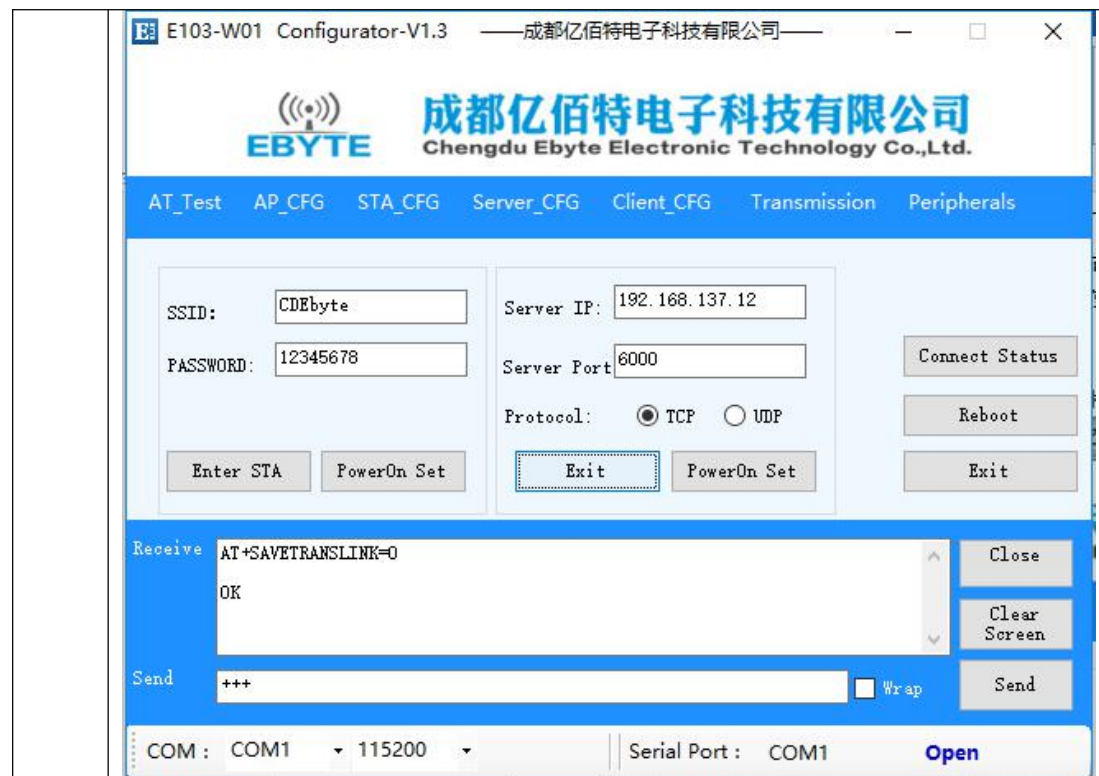 E103-W01 Configurator-V1.3 ——成都亿佰特电子科技有限公司——
EBYTE
成都亿佰特电子科技有限公司
Chengdu Ebyte Electronic Technology Co.,Ltd.
AT_Test AP_CFG STA_CFG Server_CFG Client_CFG Transmission Peripherals
SSID: CDEbyte
PASSWORD: 12345678
Enter STA PowerOn Set
Server IP: 192.168.137.12
Server Port 6000
Protocol: TCP UDP
Exit PowerOn Set
Connect Status
Reboot
Exit
Receive AT+SAVETRANSLINK=0
OK
Close
Clear
Screen
Send +++ Wrap Send
COM : COM1 115200 Serial Port : COM1 Open